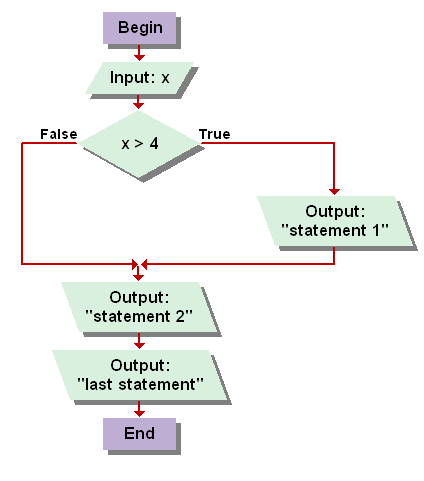 Begin
Input: x
False
x > 4
True
Output:
"statement 1"
Output:
"statement 2"
Output:
"last statement"
End